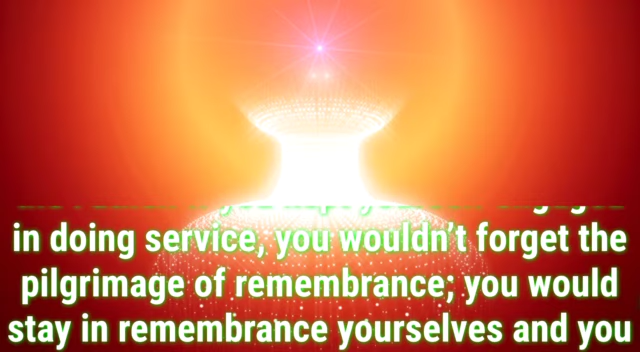 in doing service, you wouldn't forget the
pilgrimage of remembrance; you would
stay in remembrance yourselves and you